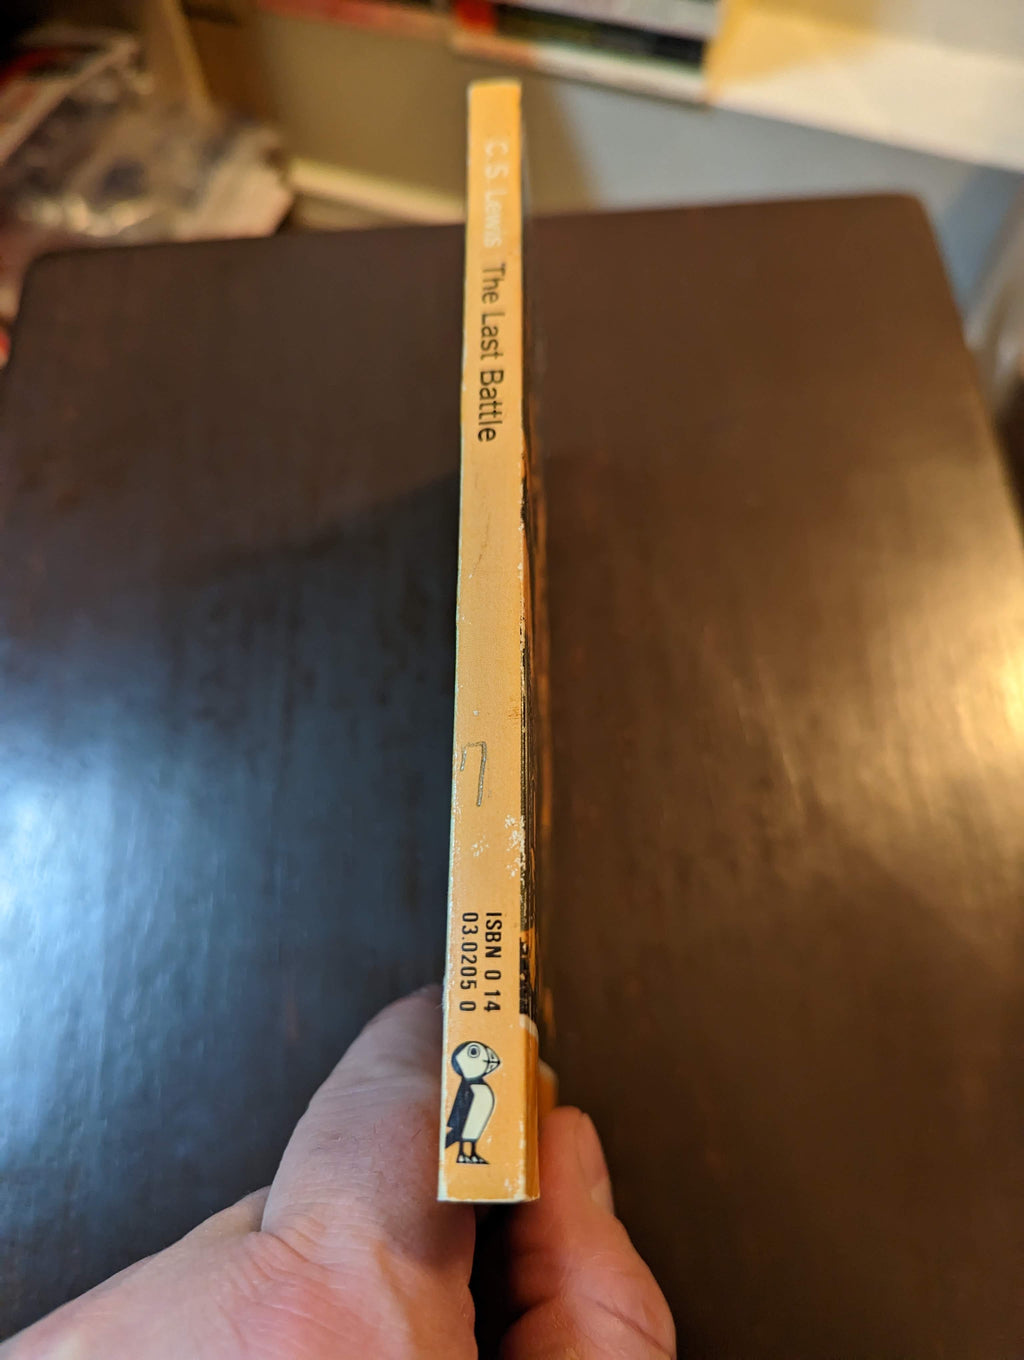 C.S. Lewis The Last Battle
ISBN 0 14
03.0205 0